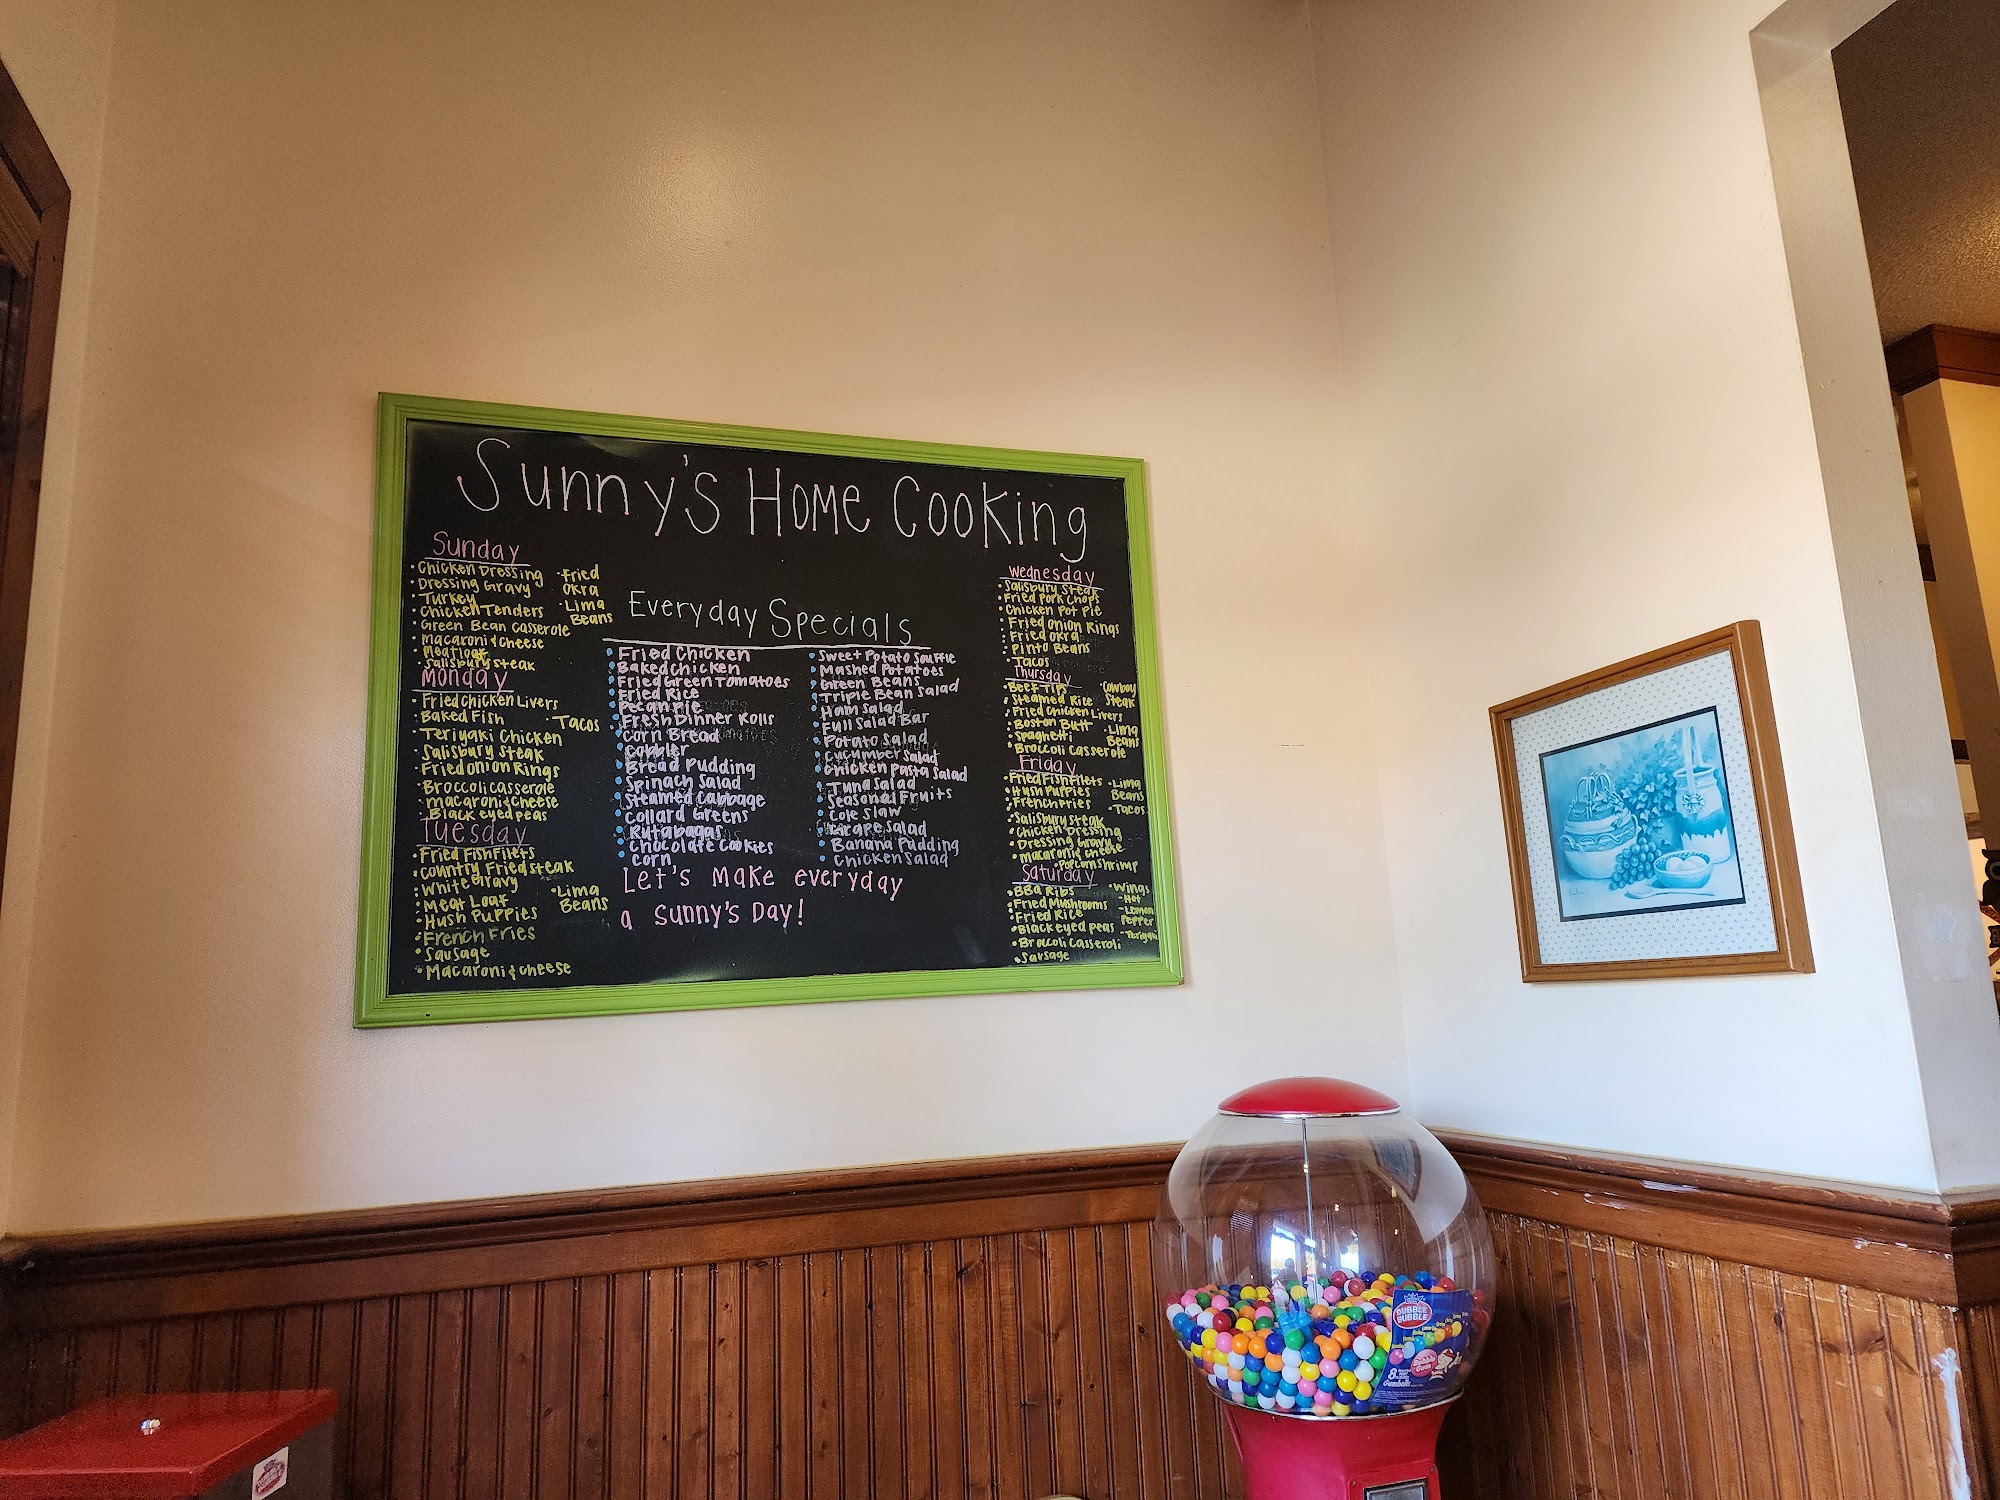 Sunny's Home Cooking
Sunday
• Chicken Dressing
• Dressing Gravy
• Turkey
• Chicken Tenders
• Green Bean Casserole
• Macaroni & Cheese
• Meatloaf
• Salisbury Steak
• Fried
Okra
• Lima
Beans
Monday
• Fried Chicken Livers
• Baked Fish
• Tacos
• Teriyaki Chicken
• Salisbury Steak
• Fried Onion Rings
• Broccoli Casserole
• Macaroni & Cheese
• Black eyed peas
Tuesday
• Fried Fish Filets
• Country Fried Steak
• White Gravy
• Meat Loaf
• Hush Puppies
• French Fries
• Sausage
• Macaroni & Cheese
• Lima
Beans
Everyday Specials
• Fried Chicken
• Baked Chicken
• Fried Green Tomatoes
• Fried Rice
• Pecan Pie
• Fresh Dinner Rolls
• Corn Bread
• Cobbler
• Bread Pudding
• Spinach Salad
• Steamed Cabbage
• Collard Greens
• Rutabagas
• Chocolate Cookies
• Corn
• Sweet Potato Souffle
• Mashed Potatoes
• Green Beans
• Triple Bean Salad
• Ham Salad
• Full Salad Bar
• Potato Salad
• Cucumber Salad
• Chicken Pasta Salad
• Tuna Salad
• Seasonal Fruits
• Cole Slaw
• Grape Salad
• Banana Pudding
• Chicken Salad
Let's Make everyday
a Sunny's Day!
Wednesday
• Salisbury Steak
• Fried Pork Chops
• Chicken Pot Pie
• Fried Onion Rings
• Fried Okra
• Pinto Beans
• Tacos
Thursday
• Beef Tips
• Steamed Rice
• Fried Chicken Livers
• Boston Butt
• Spaghetti
• Broccoli Casserole
• Cowboy
Steak
• Lima
Beans
Friday
• Fried Fish Filets
• Hush Puppies
• French Fries
• Salisbury Steak
• Chicken Dressing
• Dressing Gravy
• Macaroni & Cheese
• Popcorn Shrimp
• Lima
Beans
• Tacos
Saturday
• BBQ Ribs
• Fried Mushrooms
• Fried Rice
• Black eyed peas
• Broccoli Casseroli
• Sausage
• Wings
- Hot
- Lemon
Pepper
- Teriyaki
DUBBLE
BUBBLE
8
Gumballs